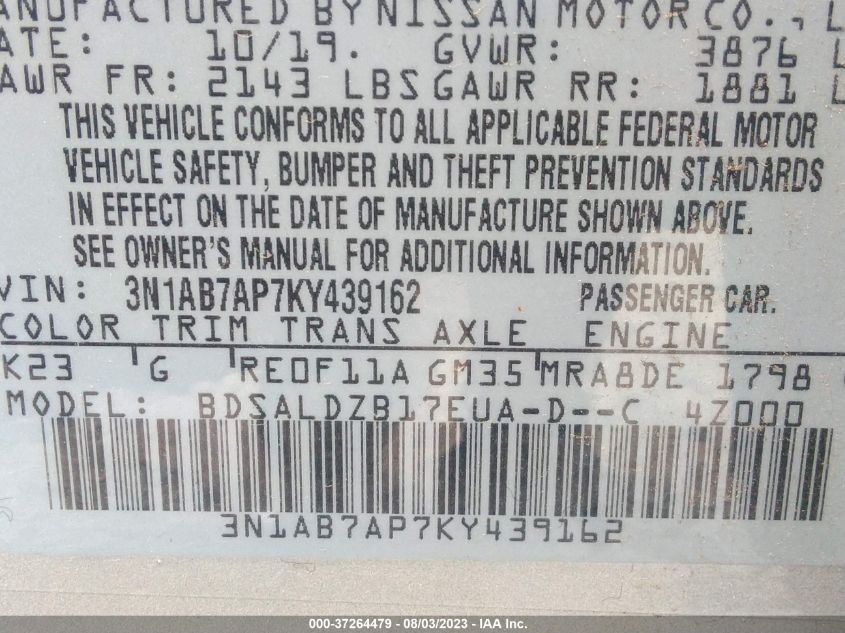 ANUFACTURED BY NISSAN MOTOR CO., L
ATE: 10/19. GVWR: 3876 L
AWR FR: 2143 LBS GAWR RR: 1881 L
THIS VEHICLE CONFORMS TO ALL APPLICABLE FEDERAL MOTOR
VEHICLE SAFETY, BUMPER AND THEFT PREVENTION STANDARDS
IN EFFECT ON THE DATE OF MANUFACTURE SHOWN ABOVE.
SEE OWNER'S MANUAL FOR ADDITIONAL INFORMATION.
VIN: 3N1AB7AP7KY439162 PASSENGER CAR.
COLOR TRIM TRANS AXLE ENGINE
K23 G RE0F11A GM35 MRA8DE 1798
MODEL: BDSALDZB17EUA-D--C 4Z000
3N1AB7AP7KY439162
000-37264479 - 08/03/2023 - IAA Inc.